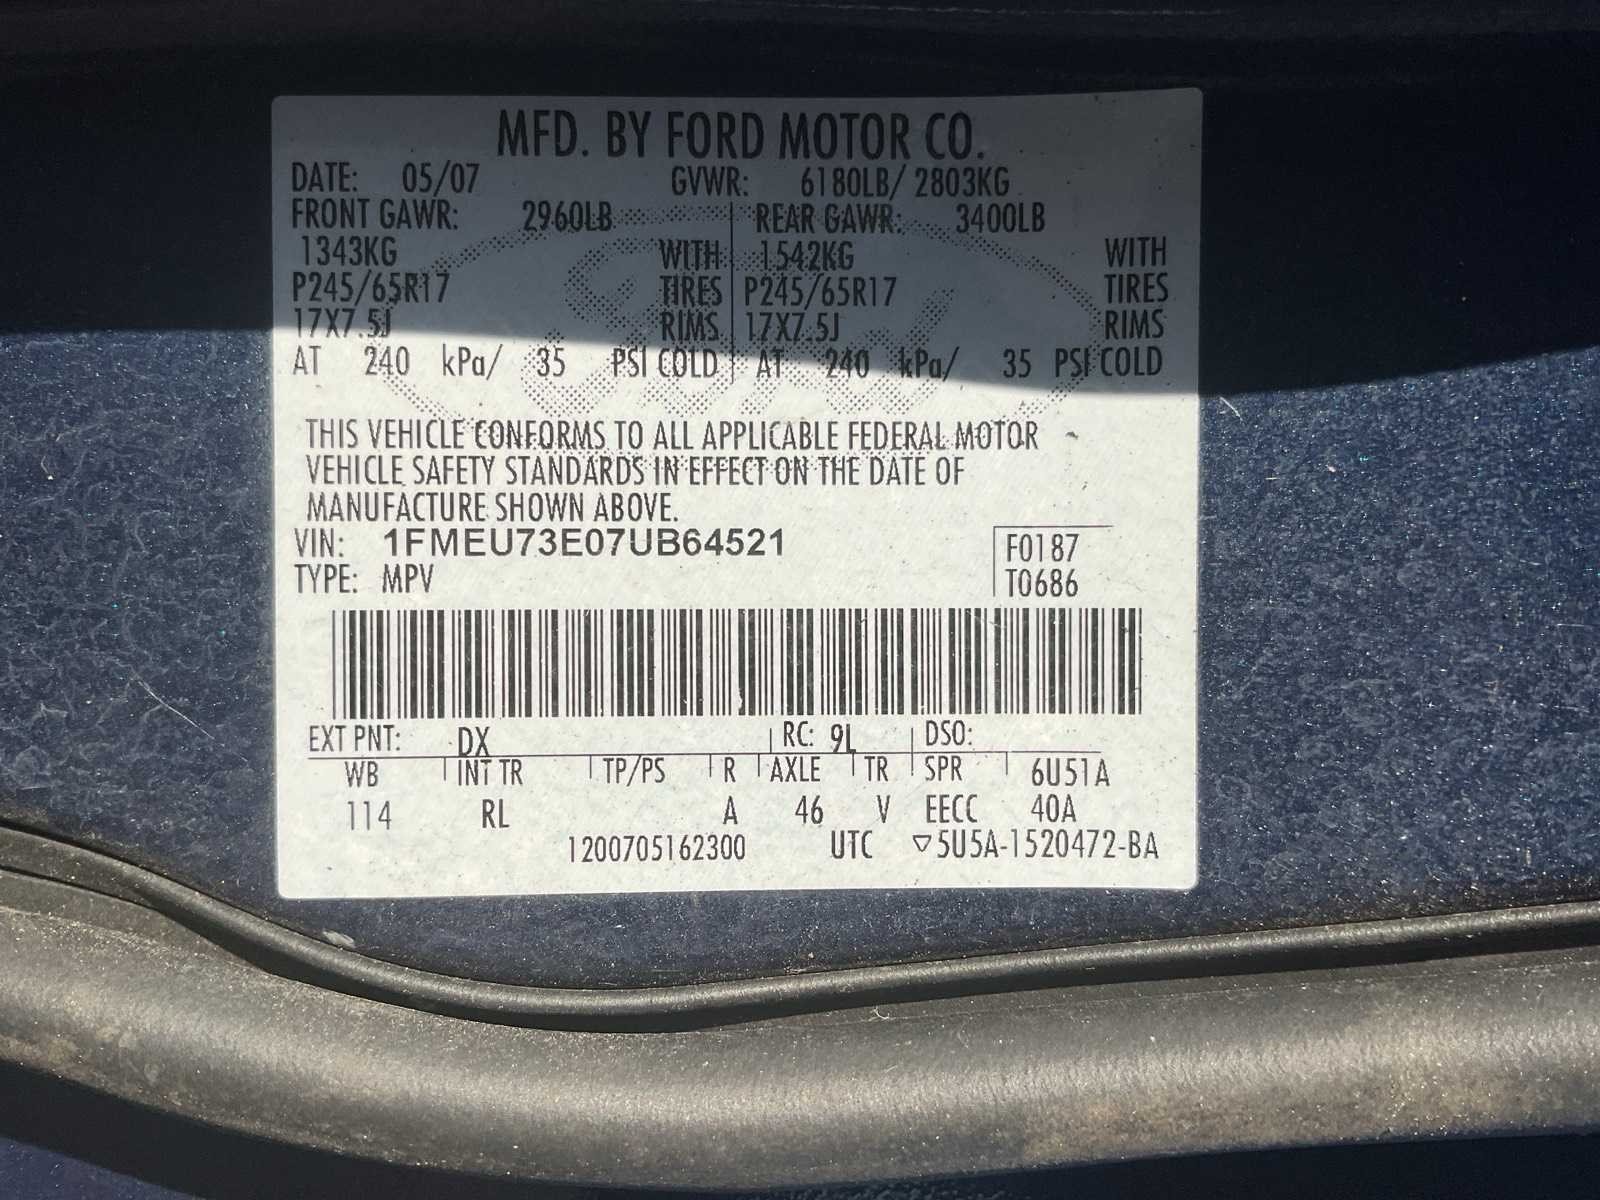 MFD. BY FORD MOTOR CO.
DATE: 05/07 GVWR: 6180LB/ 2803KG
FRONT GAWR: 2960LB REAR GAWR: 3400LB
1343KG WITH 1542KG WITH
P245/65R17 TIRES P245/65R17 TIRES
17X7.5J RIMS 17X7.5J RIMS
AT 240 kPa/ 35 PSI COLD AT 240 kPa/ 35 PSI COLD
THIS VEHICLE CONFORMS TO ALL APPLICABLE FEDERAL MOTOR
VEHICLE SAFETY STANDARDS IN EFFECT ON THE DATE OF
MANUFACTURE SHOWN ABOVE.
VIN: 1FMEU73E07UB64521
F0187
TYPE: MPV
T0686
EXT PNT: DX RC: 9L DSO:
WB INT TR TP/PS R AXLE TR SPR 6U51A
114 RL A 46 V EECC 40A
1200705162300 UTC ▽5U5A-1520472-BA